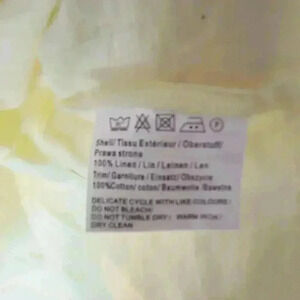 Shell/ Tissu Extérieur / Oberstoff/
Prawa strona
100% Linen / Lin / Leinen / Len
Trim/ Garniture / Einsatz/ Obszycie
100%Cotton/ coton/ Baumwolle /Bawełna
DELICATE CYCLE WITH LIKE COLOURS /
DO NOT BLEACH/
DO NOT TUMBLE DRY / WARM IRON /
DRY CLEAN